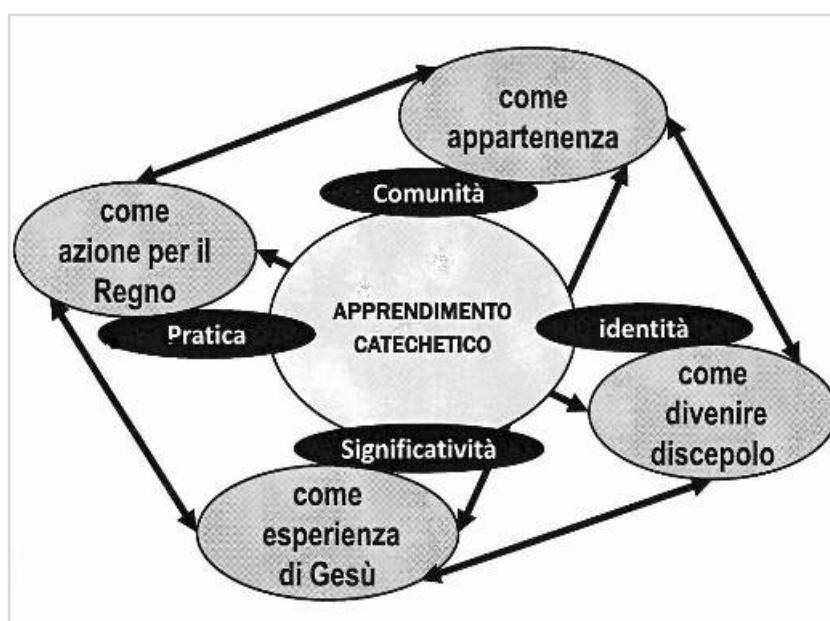 come
appartenenza
Comunità
come
azione per il
Regno
Pratica
APPRENDIMENTO
CATECHETICO
identità
come
divenire
discepolo
Significatività
come
esperienza
di Gesù